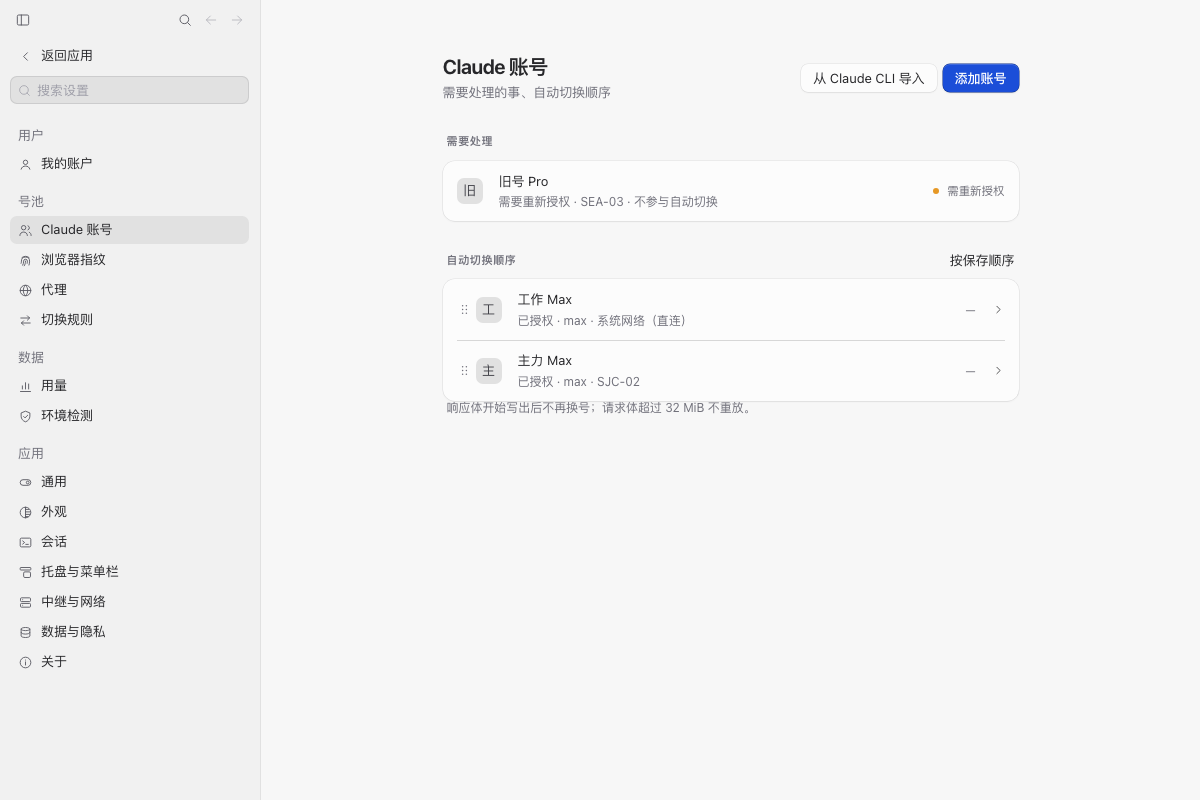 返回应用
搜索设置
用户
我的账户
号池
Claude 账号
浏览器指纹
代理
切换规则
数据
用量
环境检测
应用
通用
外观
会话
托盘与菜单栏
中继与网络
数据与隐私
关于
Claude 账号
需要处理的事、自动切换顺序
从 Claude CLI 导入
添加账号
需要处理
旧
旧号 Pro
需要重新授权 · SEA-03 · 不参与自动切换
需重新授权
自动切换顺序
按保存顺序
工
工作 Max
已授权 · max · 系统网络（直连）
—
主
主力 Max
已授权 · max · SJC-02
—
响应体开始写出后不再换号；请求体超过 32 MiB 不重放。